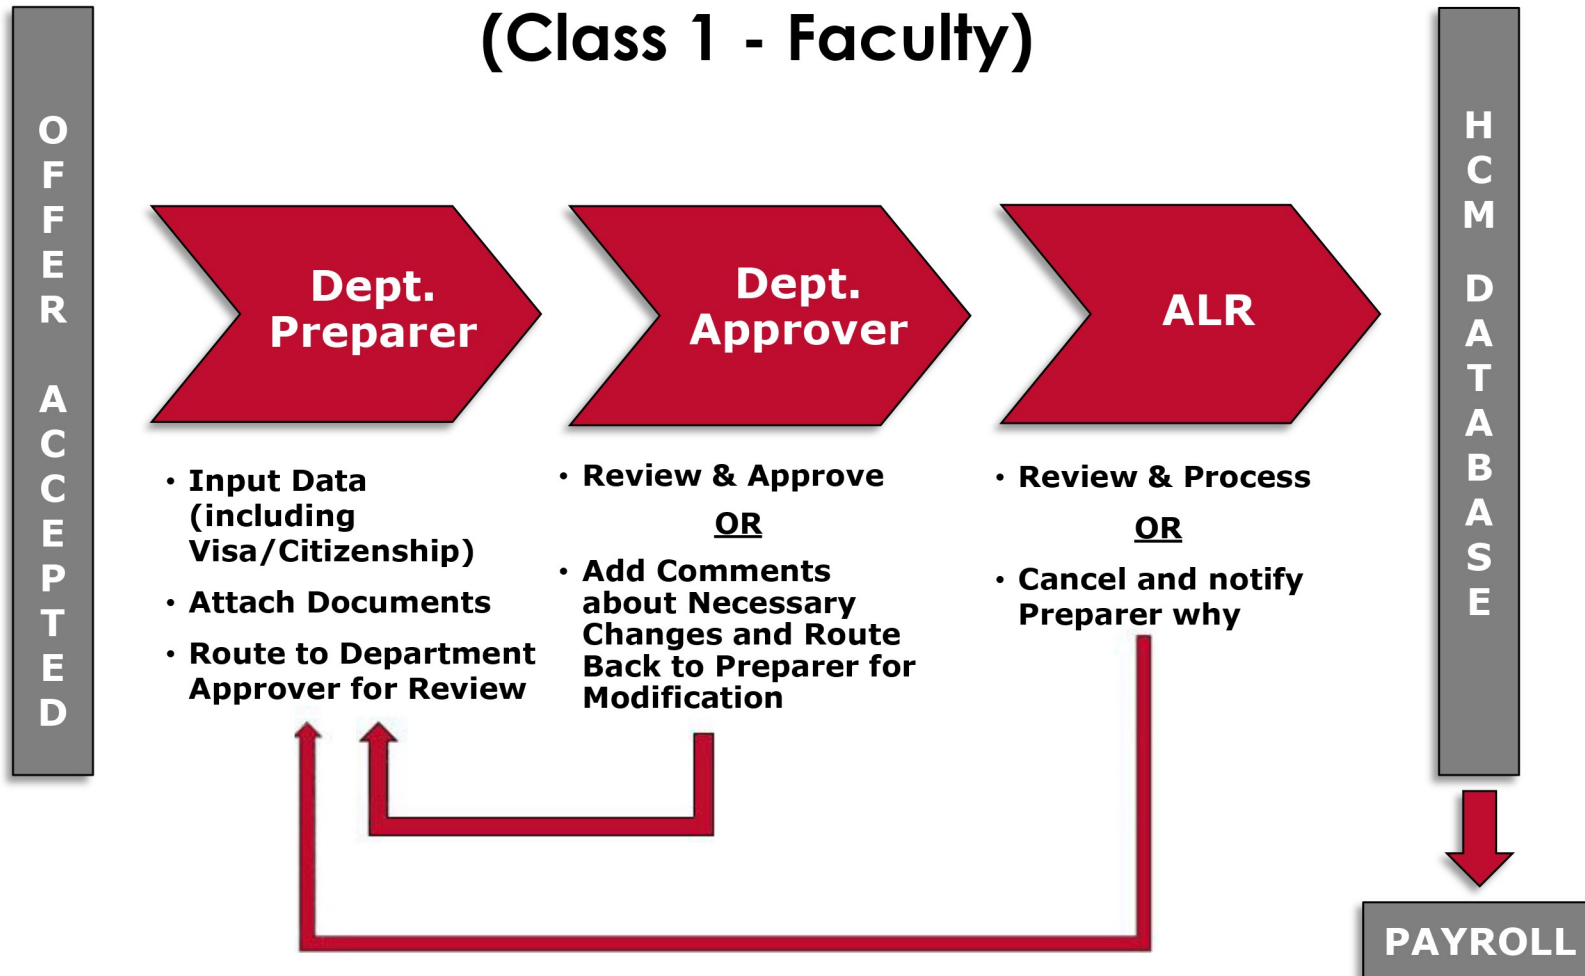 (Class 1 - Faculty)
OFFER ACCEPTED
Dept.
Preparer
• Input Data
(including
Visa/Citizenship)
• Attach Documents
• Route to Department
Approver for Review
Dept.
Approver
• Review & Approve
OR
• Add Comments
about Necessary
Changes and Route
Back to Preparer for
Modification
ALR
• Review & Process
OR
• Cancel and notify
Preparer why
HCM DATABASE
PAYROLL